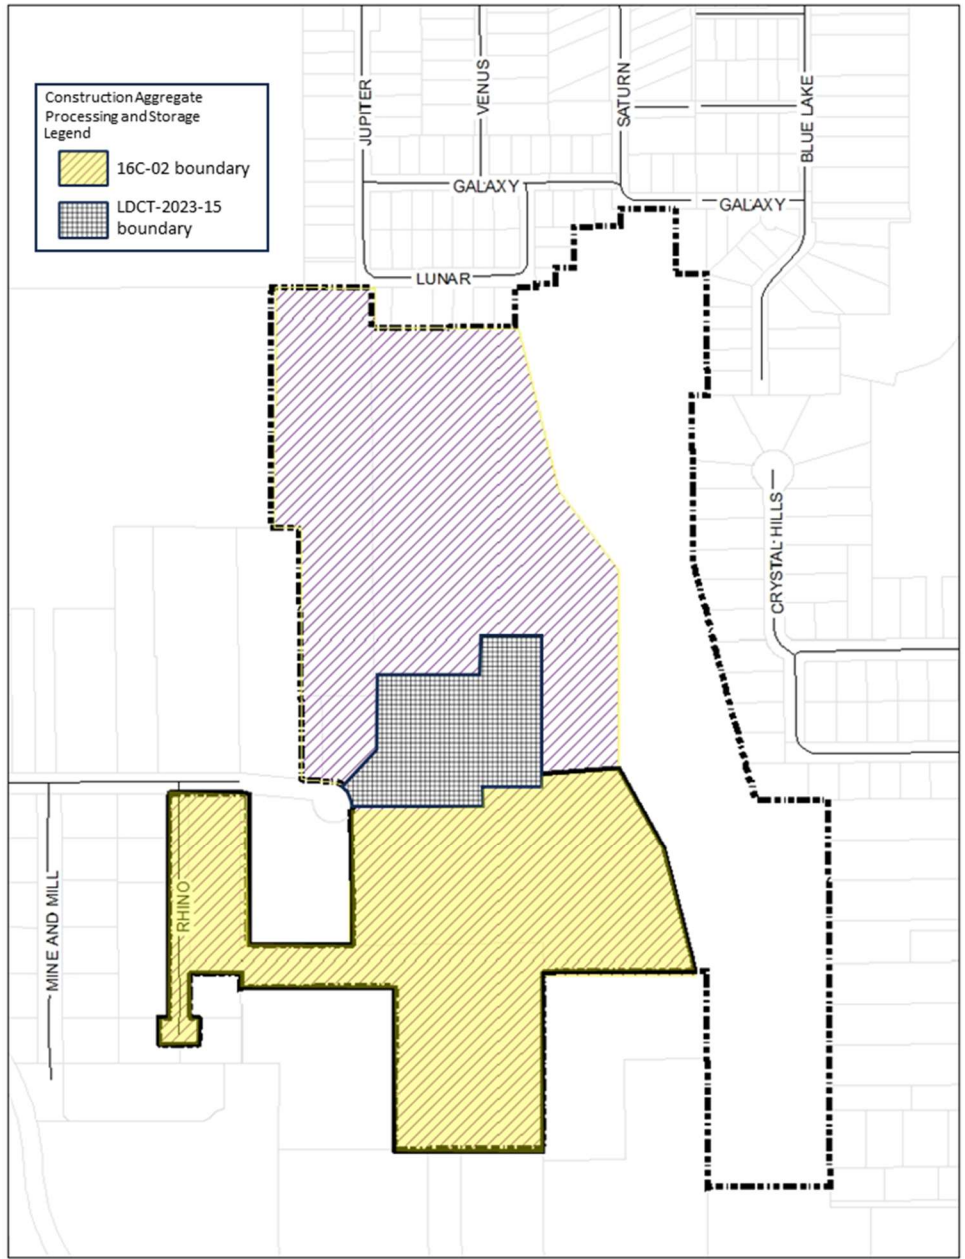 Construction Aggregate
Processing and Storage
Legend
16C-02 boundary
LDCT-2023-15
boundary
JUPITER
VENUS
SATURN
BLUE LAKE
GALAXY
GALAXY
LUNAR
CRYSTAL HILLS
MINE AND MILL
RHINO